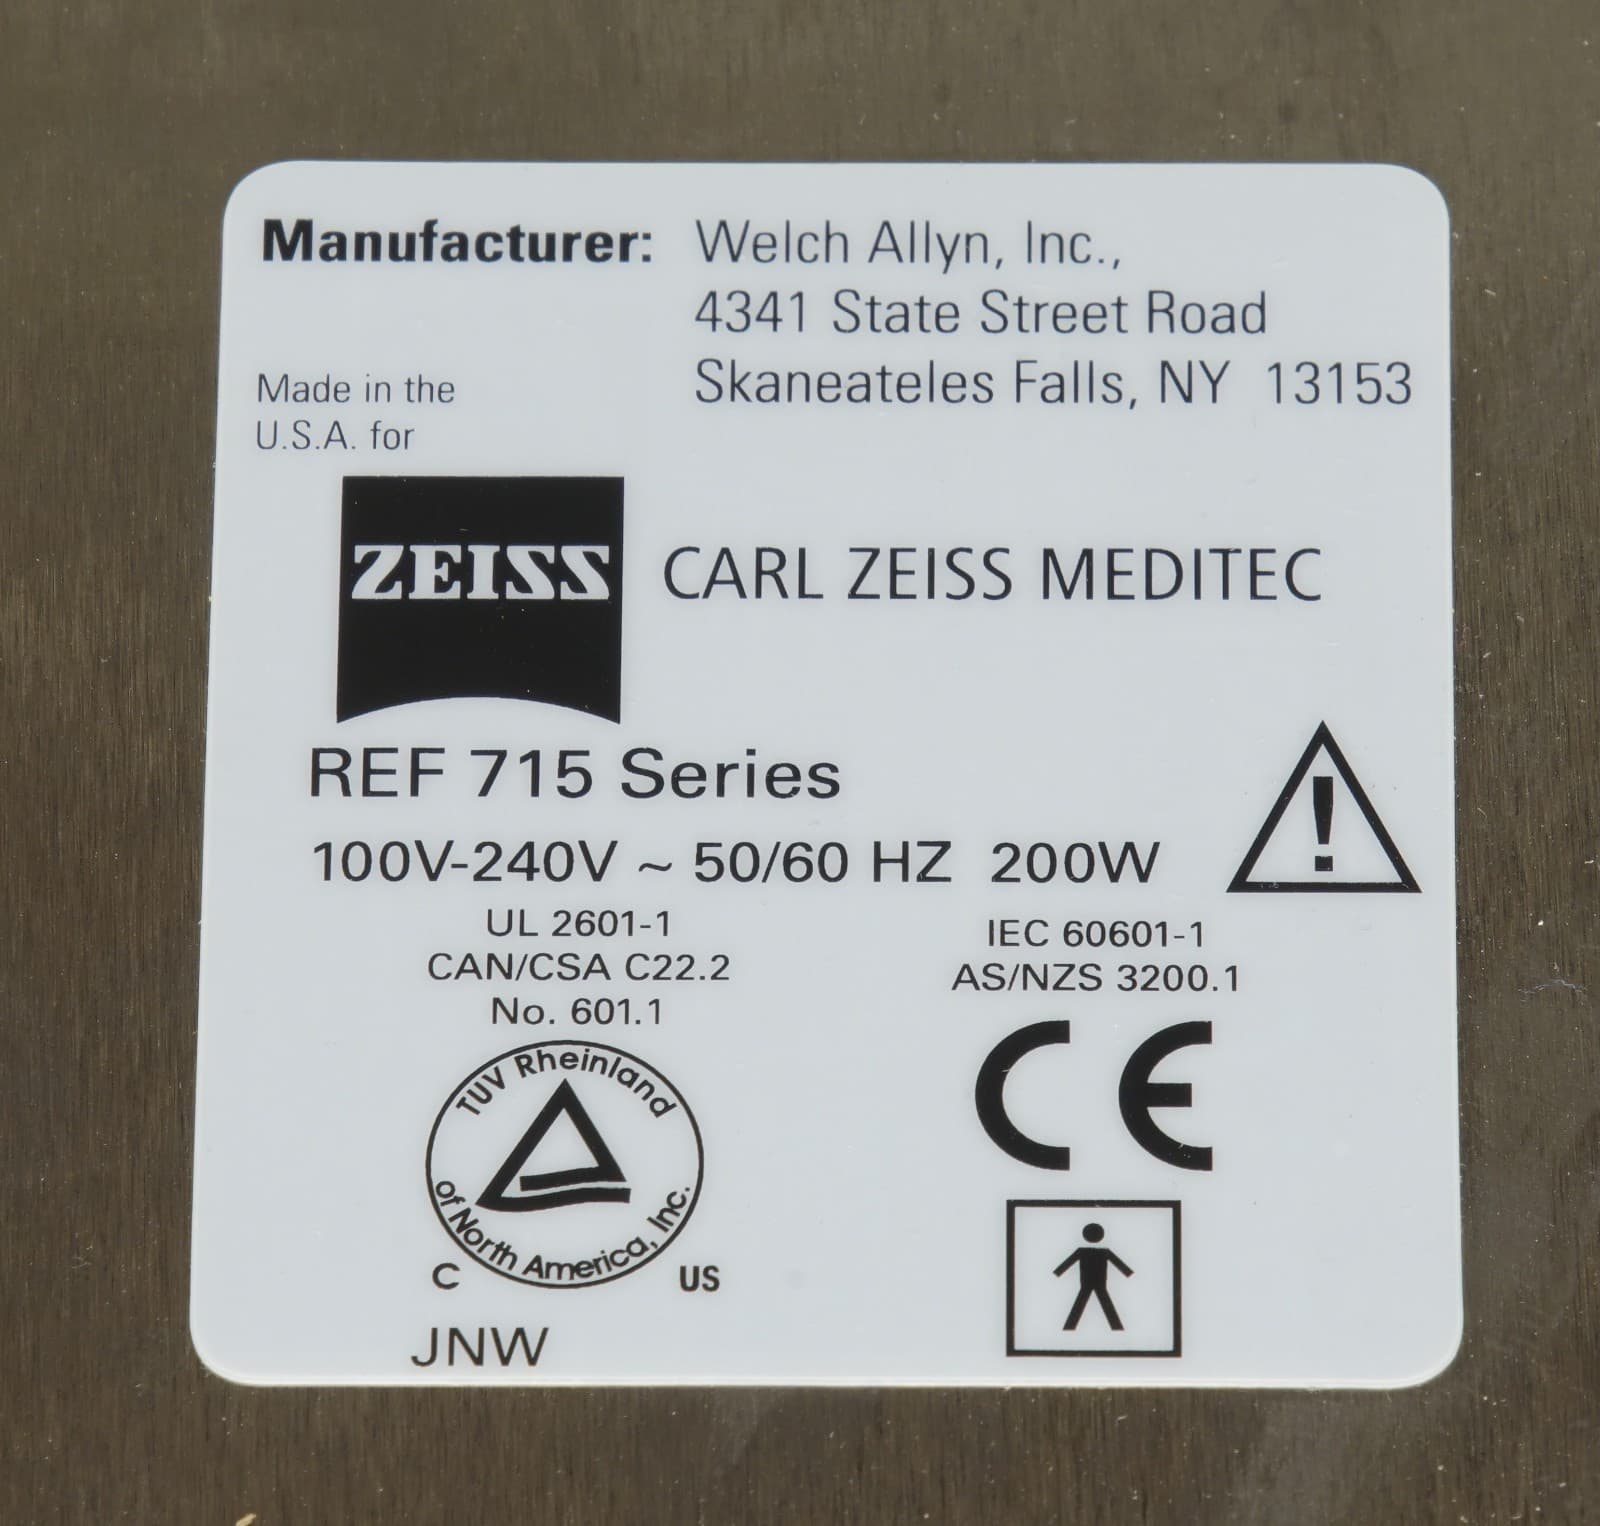 Manufacturer: Welch Allyn, Inc.,
4341 State Street Road
Skaneateles Falls, NY 13153
Made in the
U.S.A. for
ZEISS CARL ZEISS MEDITEC
REF 715 Series
100V-240V ~ 50/60 HZ 200W
!
UL 2601-1
CAN/CSA C22.2
No. 601.1
IEC 60601-1
AS/NZS 3200.1
TUV Rheinland
of North America, Inc.
C US
JNW
CE